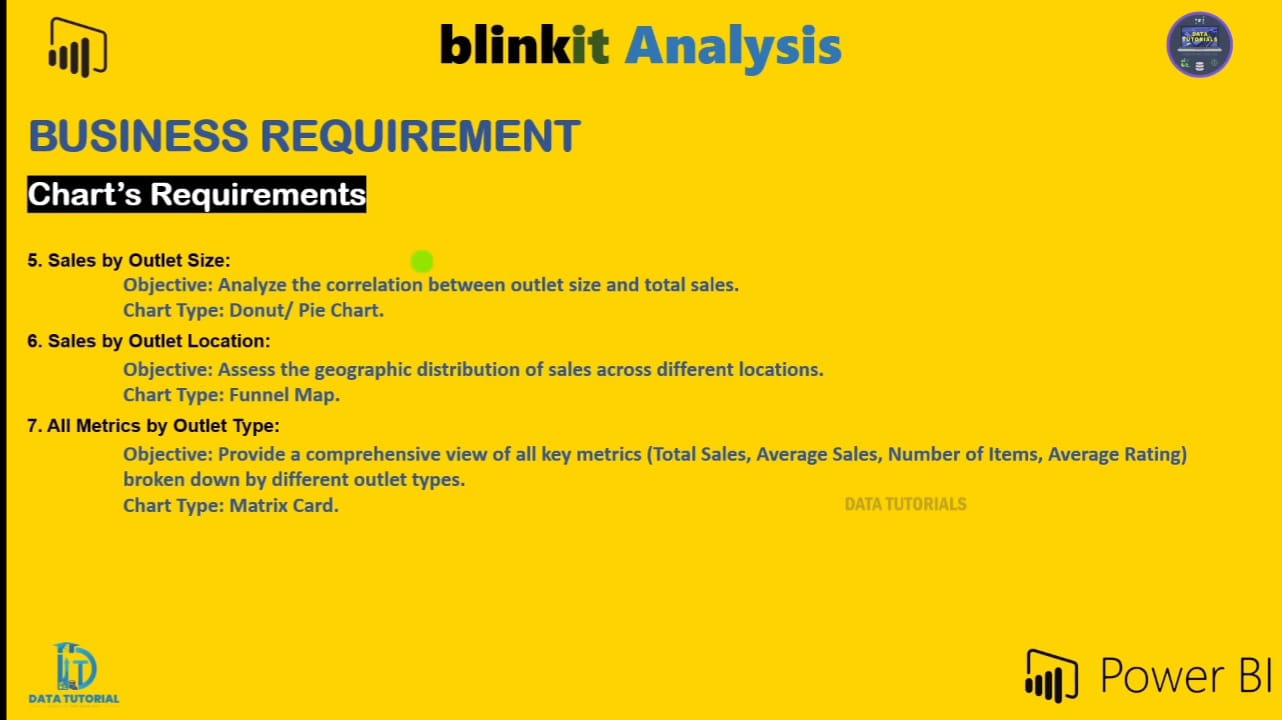 blinkit Analysis
DATA
TUTORIALS
BUSINESS REQUIREMENT
Chart's Requirements
5. Sales by Outlet Size:
Objective: Analyze the correlation between outlet size and total sales.
Chart Type: Donut/ Pie Chart.
6. Sales by Outlet Location:
Objective: Assess the geographic distribution of sales across different locations.
Chart Type: Funnel Map.
7. All Metrics by Outlet Type:
Objective: Provide a comprehensive view of all key metrics (Total Sales, Average Sales, Number of Items, Average Rating)
broken down by different outlet types.
Chart Type: Matrix Card.
DATA TUTORIALS
DATA TUTORIAL
Power BI